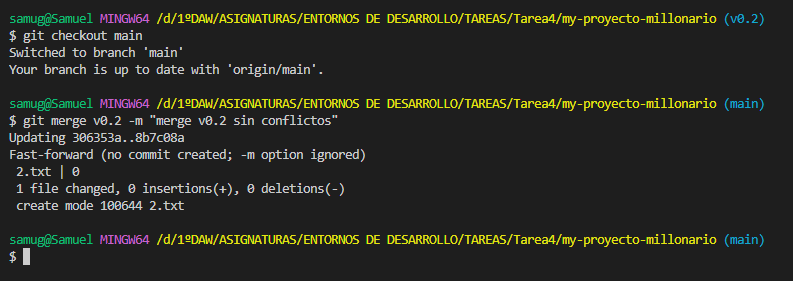 samug@Samuel MINGW64 /d/1ºDAW/ASIGNATURAS/ENTORNOS DE DESARROLLO/TAREAS/Tarea4/my-proyecto-millonario (v0.2)
$ git checkout main
Switched to branch 'main'
Your branch is up to date with 'origin/main'.
samug@Samuel MINGW64 /d/1ºDAW/ASIGNATURAS/ENTORNOS DE DESARROLLO/TAREAS/Tarea4/my-proyecto-millonario (main)
$ git merge v0.2 -m "merge v0.2 sin conflictos"
Updating 306353a..8b7c08a
Fast-forward (no commit created; -m option ignored)
2.txt | 0
1 file changed, 0 insertions(+), 0 deletions(-)
create mode 100644 2.txt
samug@Samuel MINGW64 /d/1ºDAW/ASIGNATURAS/ENTORNOS DE DESARROLLO/TAREAS/Tarea4/my-proyecto-millonario (main)
$